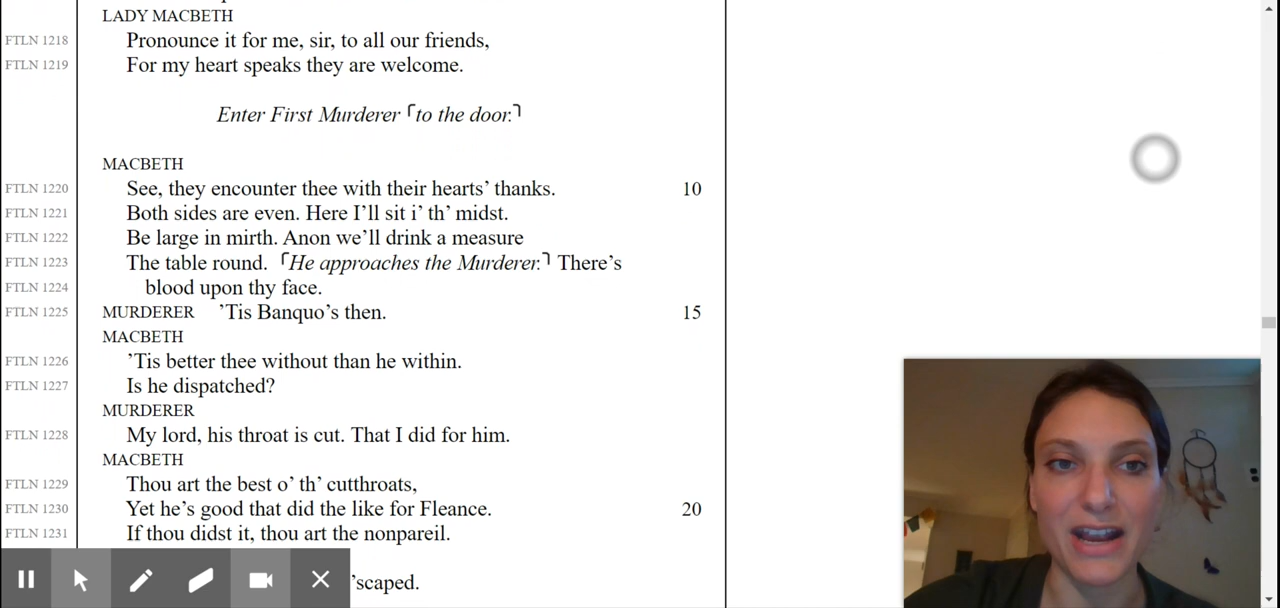 LADY MACBETH
FTLN 1218 Pronounce it for me, sir, to all our friends,
FTLN 1219 For my heart speaks they are welcome.
Enter First Murderer ⌜to the door.⌝
MACBETH
FTLN 1220 See, they encounter thee with their hearts’ thanks. 10
FTLN 1221 Both sides are even. Here I’ll sit i’ th’ midst.
FTLN 1222 Be large in mirth. Anon we’ll drink a measure
FTLN 1223 The table round. ⌜He approaches the Murderer.⌝ There’s
FTLN 1224 blood upon thy face.
FTLN 1225 MURDERER ’Tis Banquo’s then. 15
MACBETH
FTLN 1226 ’Tis better thee without than he within.
FTLN 1227 Is he dispatched?
MURDERER
FTLN 1228 My lord, his throat is cut. That I did for him.
MACBETH
FTLN 1229 Thou art the best o’ th’ cutthroats,
FTLN 1230 Yet he’s good that did the like for Fleance. 20
FTLN 1231 If thou didst it, thou art the nonpareil.
’scaped.